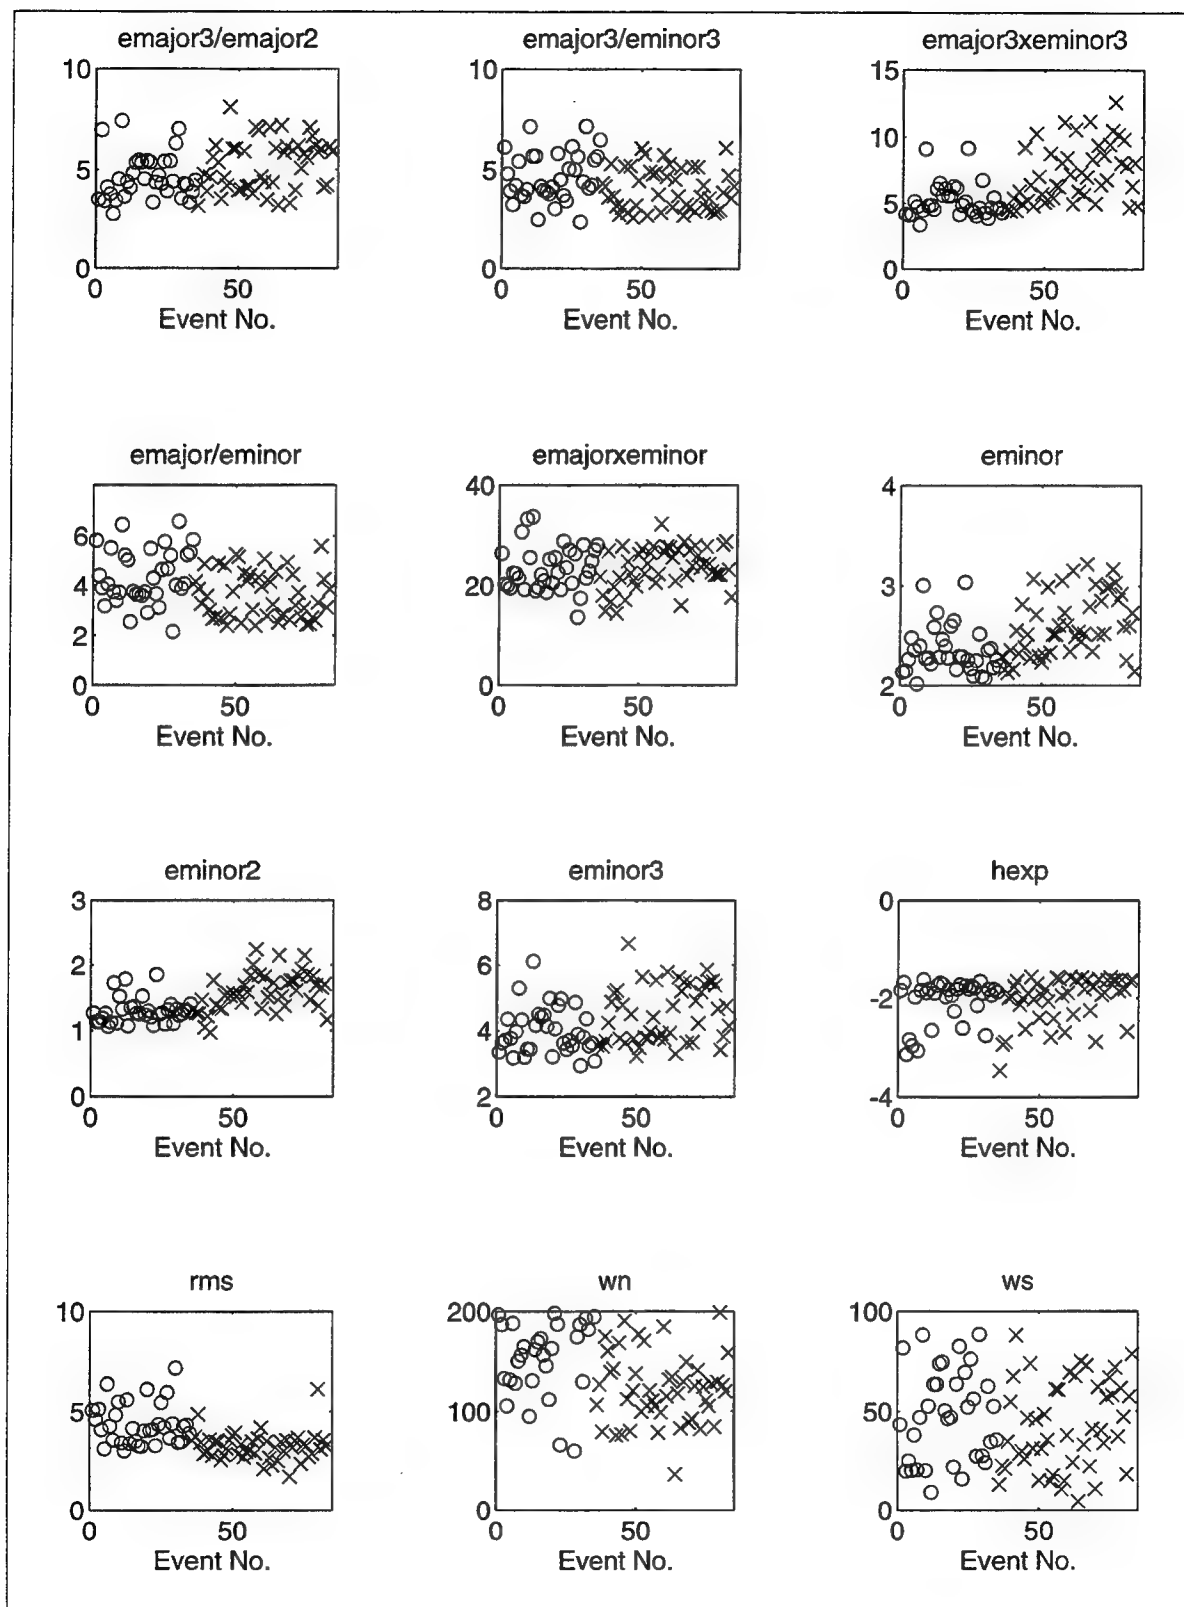 emajor3/emajor2 emajor3/eminor3 emajor3xeminor3
10 10 15
5 5 10
5
0 0 0
0 50 0 50 0 50
Event No. Event No. Event No.
emajor/eminor emajorxeminor eminor
6 40 4
4 20 3
2
0 0 2
0 50 0 50 0 50
Event No. Event No. Event No.
eminor2 eminor3 hexp
3 8 0
2 6 -2
1 4
0 2 -4
0 50 0 50 0 50
Event No. Event No. Event No.
rms wn ws
10 200 100
5 100 50
0 0 0
0 50 0 50 0 50
Event No. Event No. Event No.